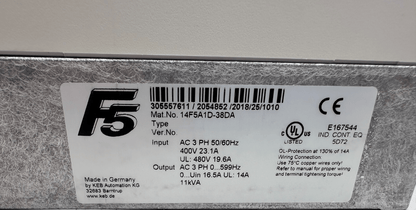 F5
Made in Germany
by KEB Automation KG
32683 Barntrup
www.keb.de
305557611 / 2054852 /2018/25/1010
Mat.No. 14F5A1D-38DA
Type
Ver.No.
Input AC 3 PH 50/60Hz
400V 23.1A
UL: 480V 19.6A
Output AC 3 PH 0...599Hz
0...Uin 16.5A UL: 14A
11kVA
CE
E167544
c UL US IND. CONT. EQ.
LISTED 5D72
OL-Protection at 130% of 14A
Wiring Connection:
Use 75°C copper wires only!
Refer to manual for proper wiring
and terminal tightening torque!